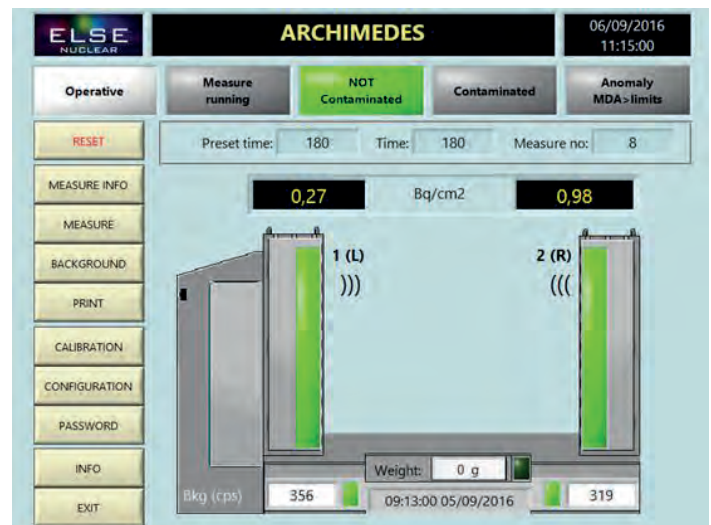 ELSE
NUCLEAR
ARCHIMEDES
06/09/2016
11:15:00
Operative
Measure
running
NOT
Contaminated
Contaminated
Anomaly
MDA>limits
RESET
Preset time: 180 Time: 180 Measure no: 8
MEASURE INFO
0,27 Bq/cm2 0,98
MEASURE
1 (L) 2 (R)
))) (((
BACKGROUND
PRINT
CALIBRATION
CONFIGURATION
PASSWORD
INFO
Weight: 0 g
EXIT
Bkg (cps) 356 09:13:00 05/09/2016 319